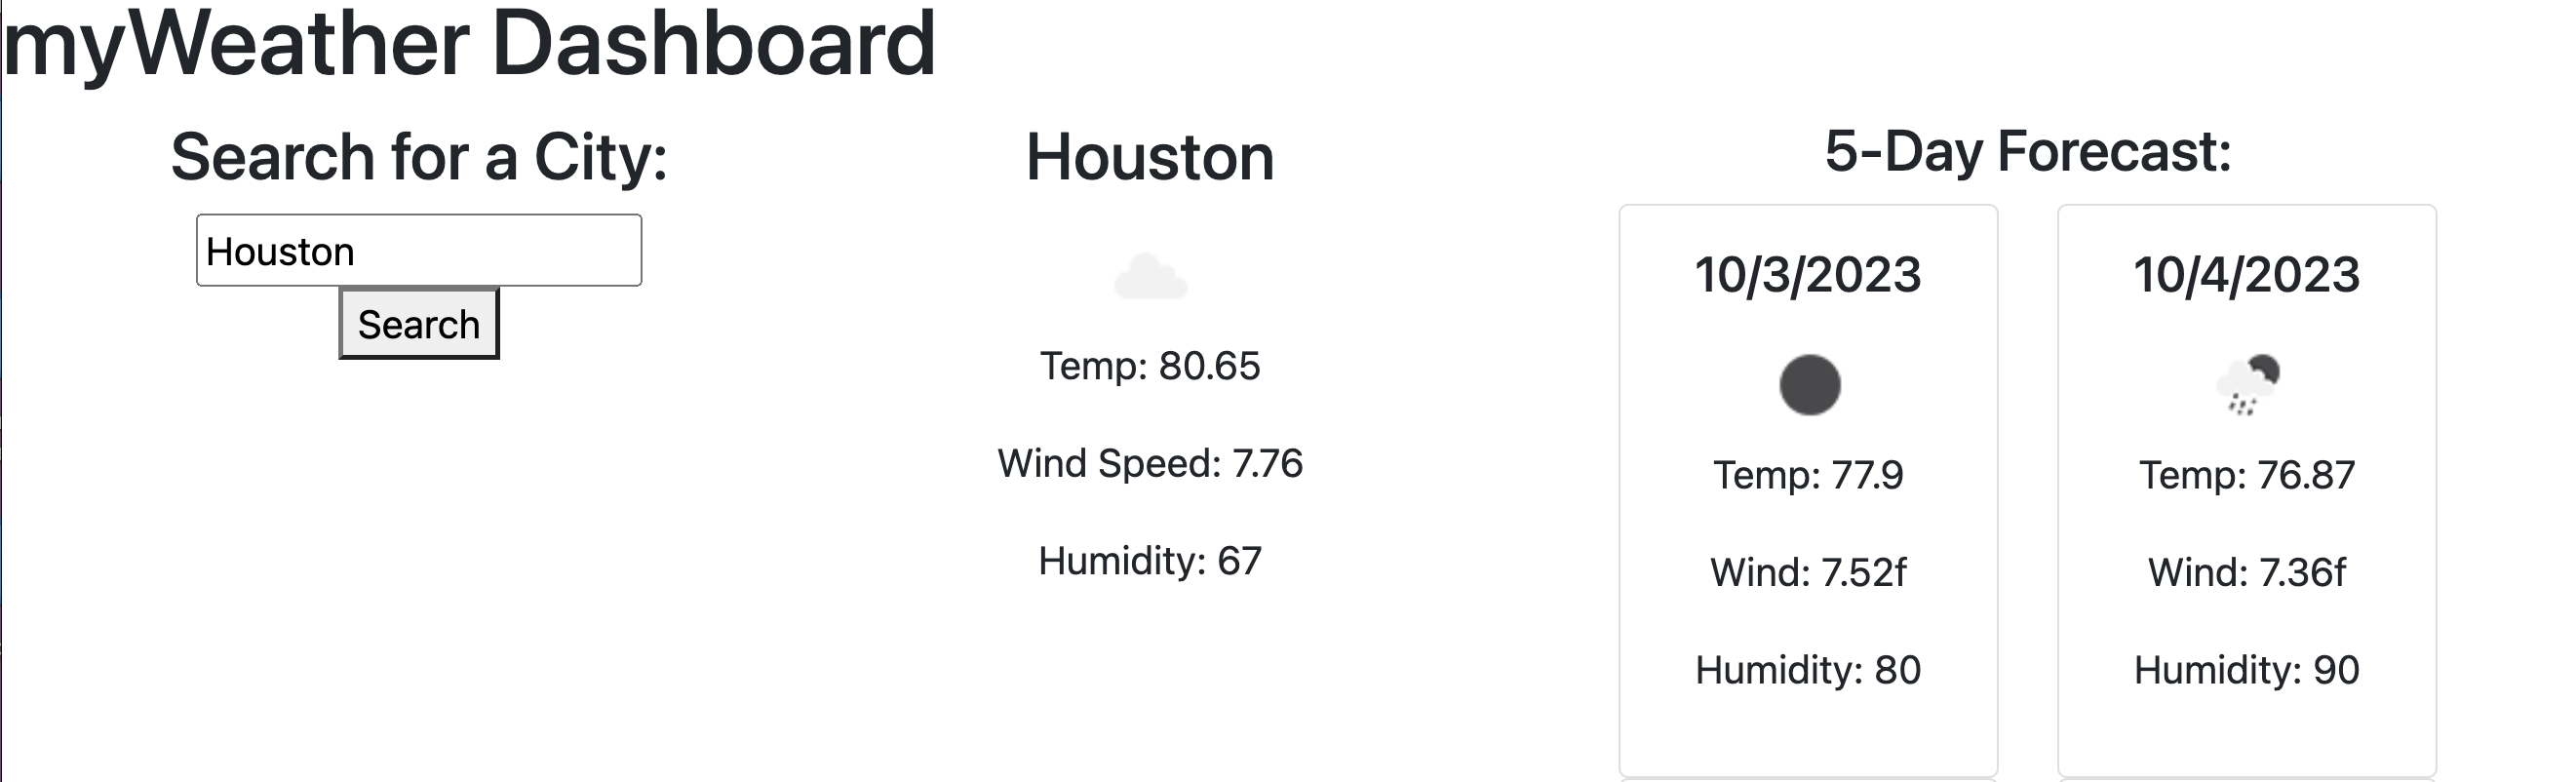 myWeather Dashboard
Search for a City:
Houston
Search
Houston
Temp: 80.65
Wind Speed: 7.76
Humidity: 67
5-Day Forecast:
10/3/2023
Temp: 77.9
Wind: 7.52f
Humidity: 80
10/4/2023
Temp: 76.87
Wind: 7.36f
Humidity: 90